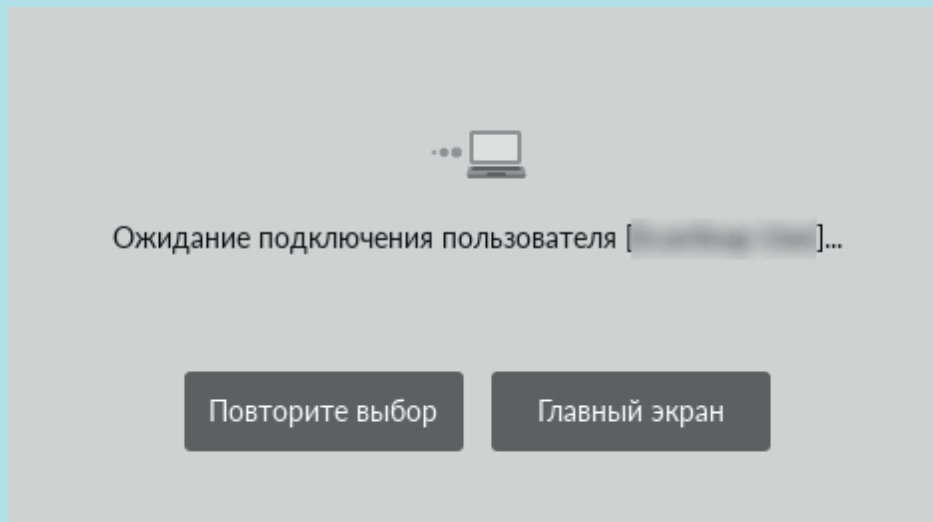 Ожидание подключения пользователя []...
Повторите выбор
Главный экран